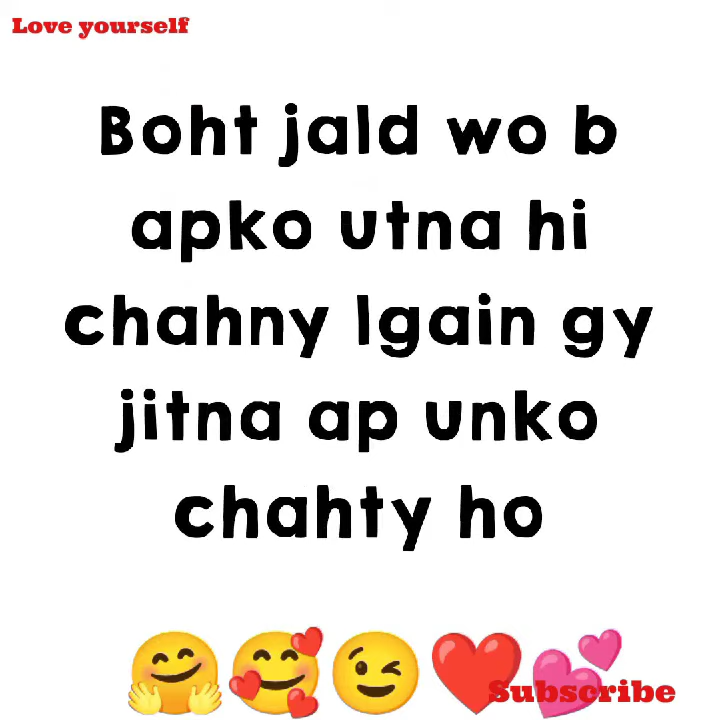 Love yourself
Boht jald wo b
apko utna hi
chahny lgain gy
jitna ap unko
chahty ho
Subscribe